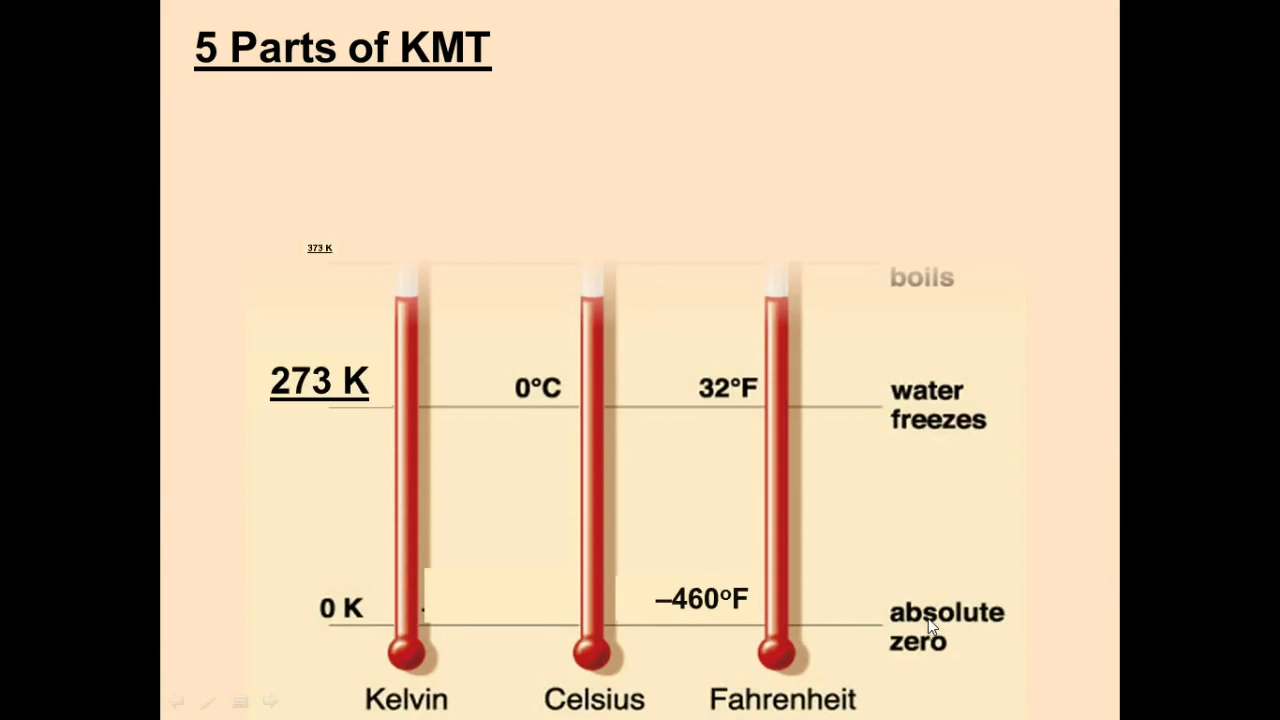 5 Parts of KMT
373 K
boils
273 K
0°C
32°F
water
freezes
0 K
–460°F
absolute
zero
Kelvin
Celsius
Fahrenheit